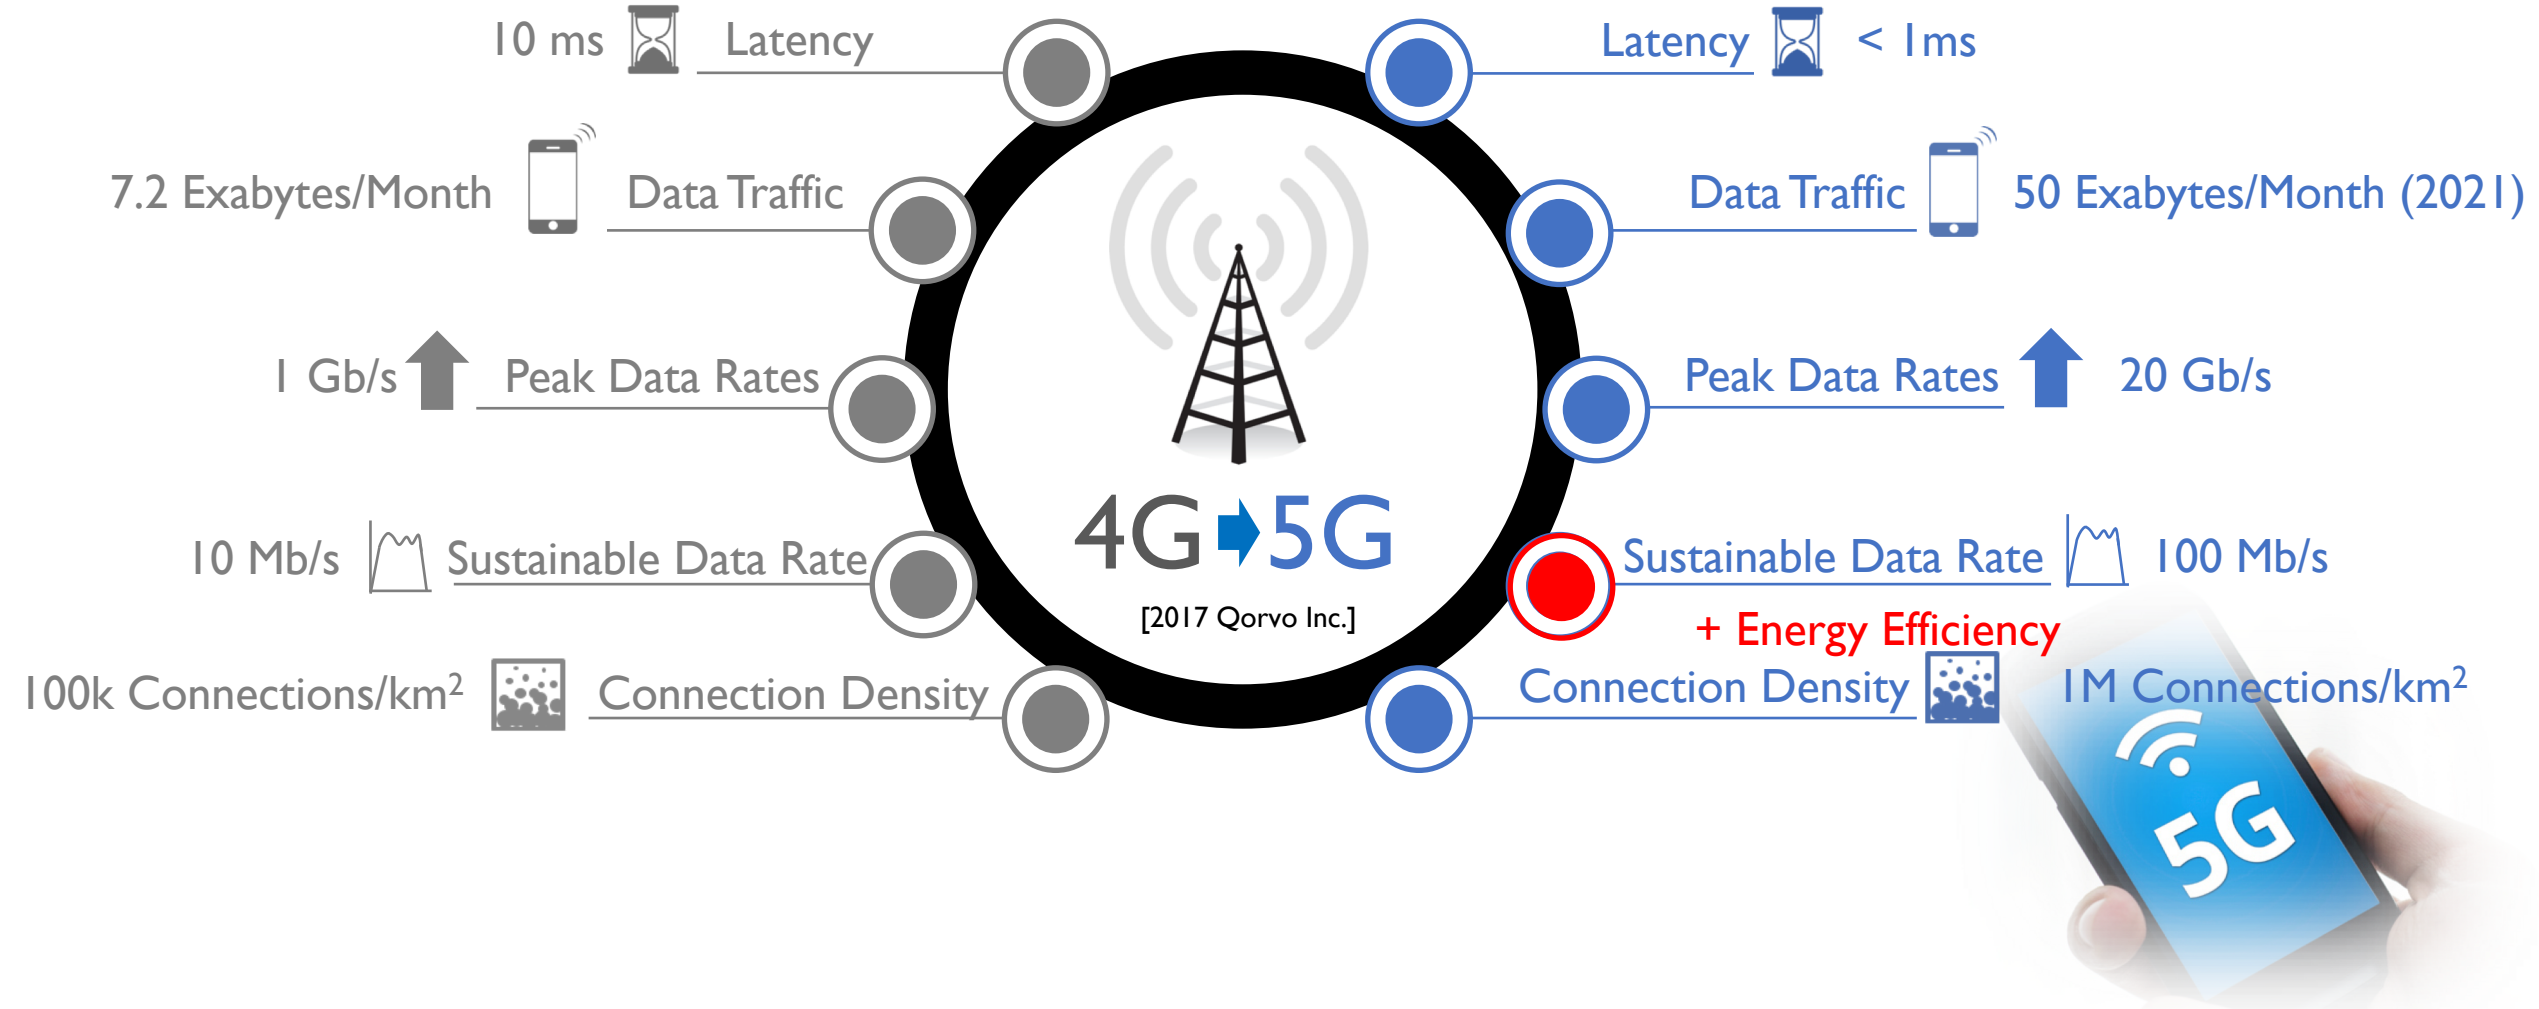 10 ms Latency
Latency < 1ms
7.2 Exabytes/Month Data Traffic
Data Traffic 50 Exabytes/Month (2021)
1 Gb/s Peak Data Rates
Peak Data Rates 20 Gb/s
4G 5G
[2017 Qorvo Inc.]
10 Mb/s Sustainable Data Rate
Sustainable Data Rate 100 Mb/s
+ Energy Efficiency
100k Connections/km²
Connection Density
Connection Density 1M Connections/km²
5G